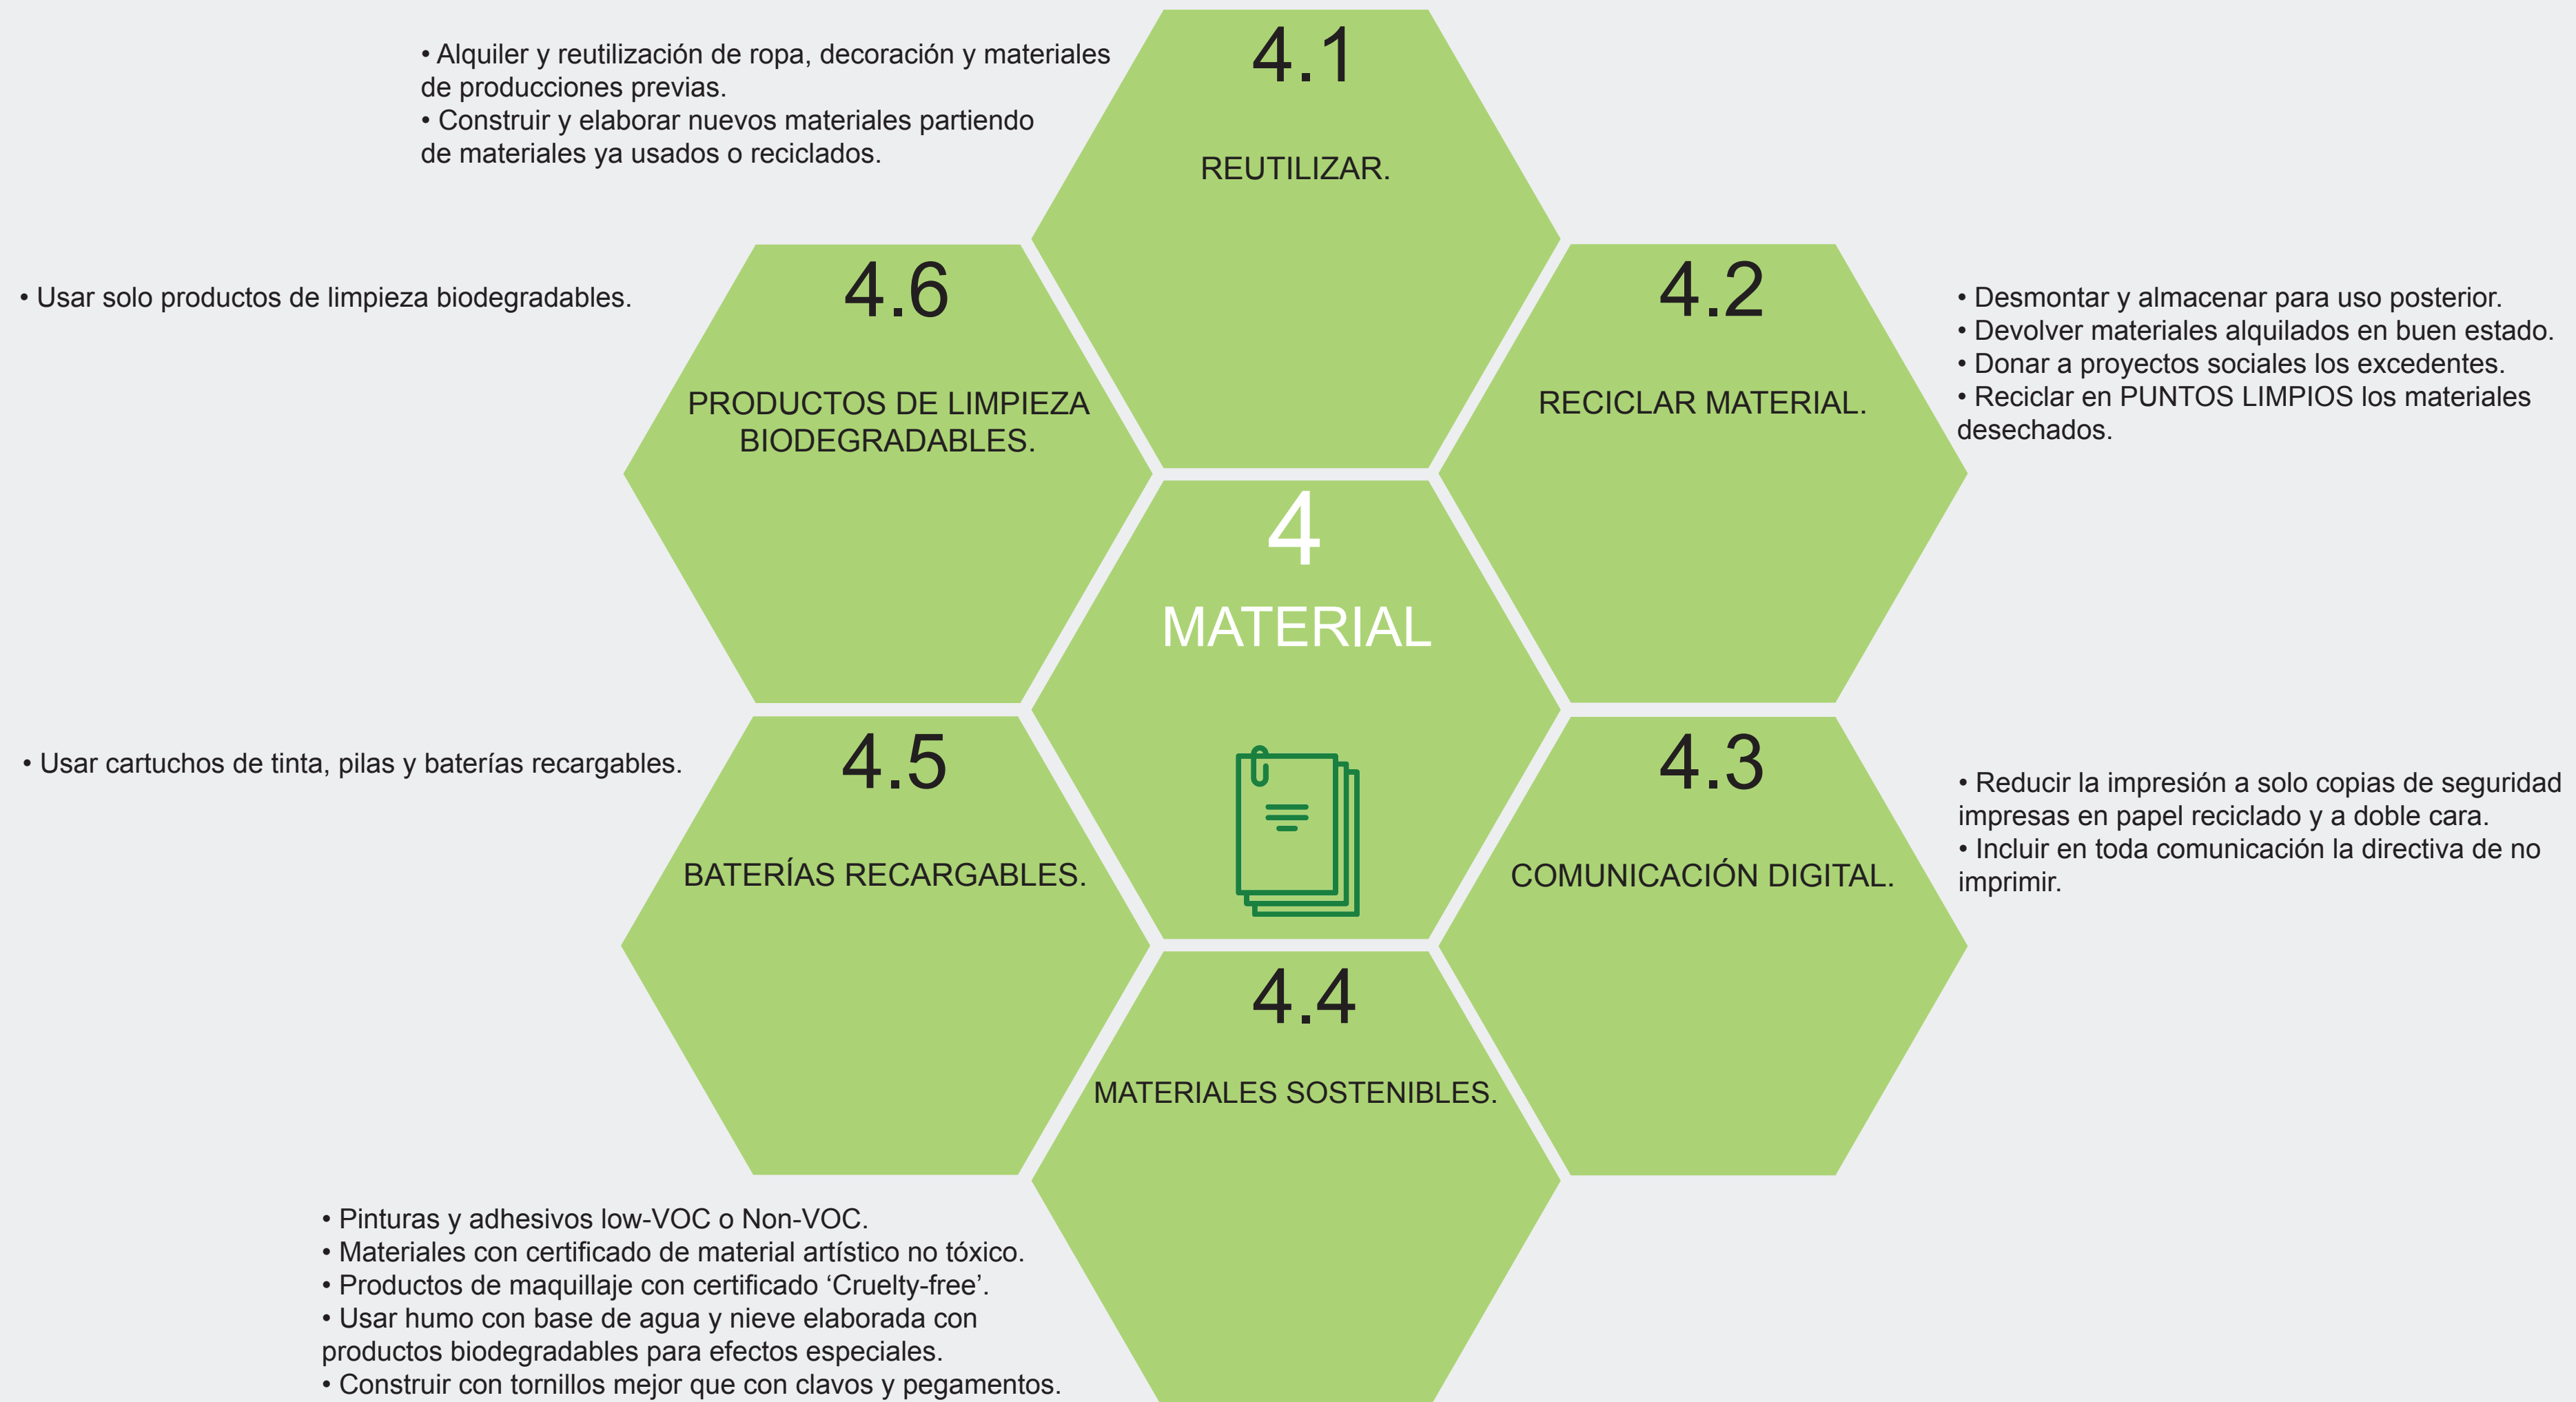 • Alquiler y reutilización de ropa, decoración y materiales
de producciones previas.
• Construir y elaborar nuevos materiales partiendo
de materiales ya usados o reciclados.
4.1
REUTILIZAR.
• Usar solo productos de limpieza biodegradables.
4.6
PRODUCTOS DE LIMPIEZA
BIODEGRADABLES.
4.2
RECICLAR MATERIAL.
• Desmontar y almacenar para uso posterior.
• Devolver materiales alquilados en buen estado.
• Donar a proyectos sociales los excedentes.
• Reciclar en PUNTOS LIMPIOS los materiales
desechados.
4
MATERIAL
• Usar cartuchos de tinta, pilas y baterías recargables.
4.5
BATERÍAS RECARGABLES.
4.3
COMUNICACIÓN DIGITAL.
• Reducir la impresión a solo copias de seguridad
impresas en papel reciclado y a doble cara.
• Incluir en toda comunicación la directiva de no
imprimir.
4.4
MATERIALES SOSTENIBLES.
• Pinturas y adhesivos low-VOC o Non-VOC.
• Materiales con certificado de material artístico no tóxico.
• Productos de maquillaje con certificado ‘Cruelty-free’.
• Usar humo con base de agua y nieve elaborada con
productos biodegradables para efectos especiales.
• Construir con tornillos mejor que con clavos y pegamentos.